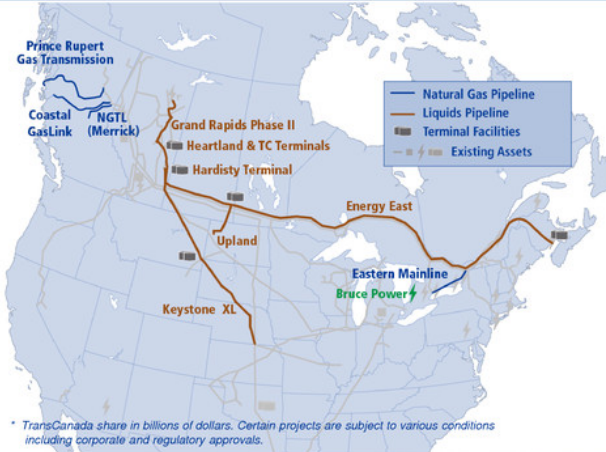 Prince Rupert
Gas Transmission
Coastal
GasLink
NGTL
(Merrick)
Grand Rapids Phase II
Heartland & TC Terminals
Hardisty Terminal
Energy East
Upland
Eastern Mainline
Bruce Power
Keystone XL
Natural Gas Pipeline
Liquids Pipeline
Terminal Facilities
Existing Assets
* TransCanada share in billions of dollars. Certain projects are subject to various conditions
including corporate and regulatory approvals.